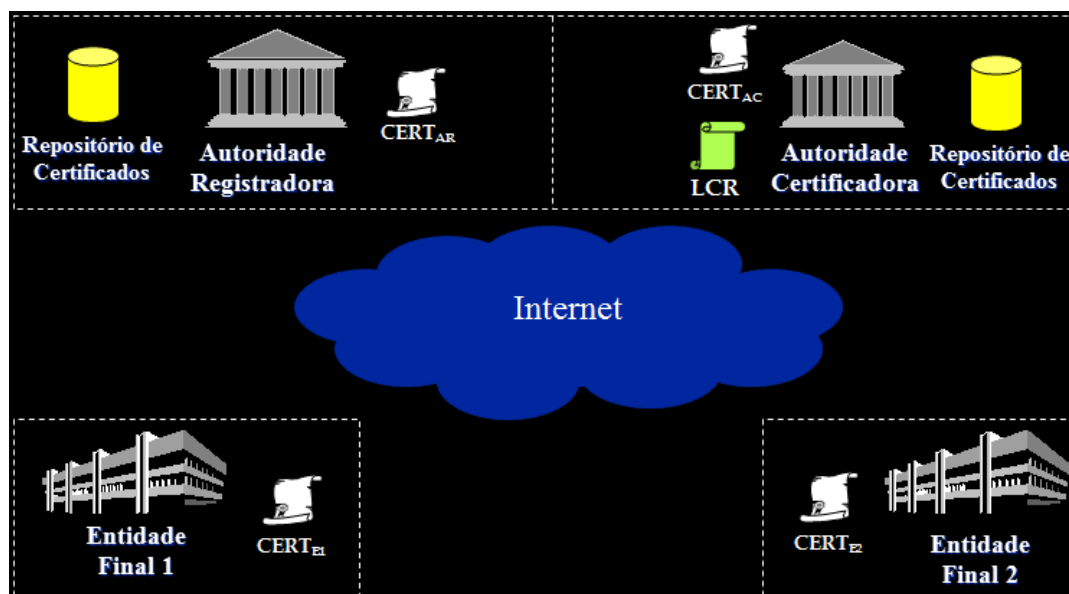 Repositório de
Certificados
Autoridade
Registradora
CERTAR
CERTAC
LCR
Autoridade
Certificadora
Repositório de
Certificados
Internet
Entidade
Final 1
CERTE1
CERTE2
Entidade
Final 2